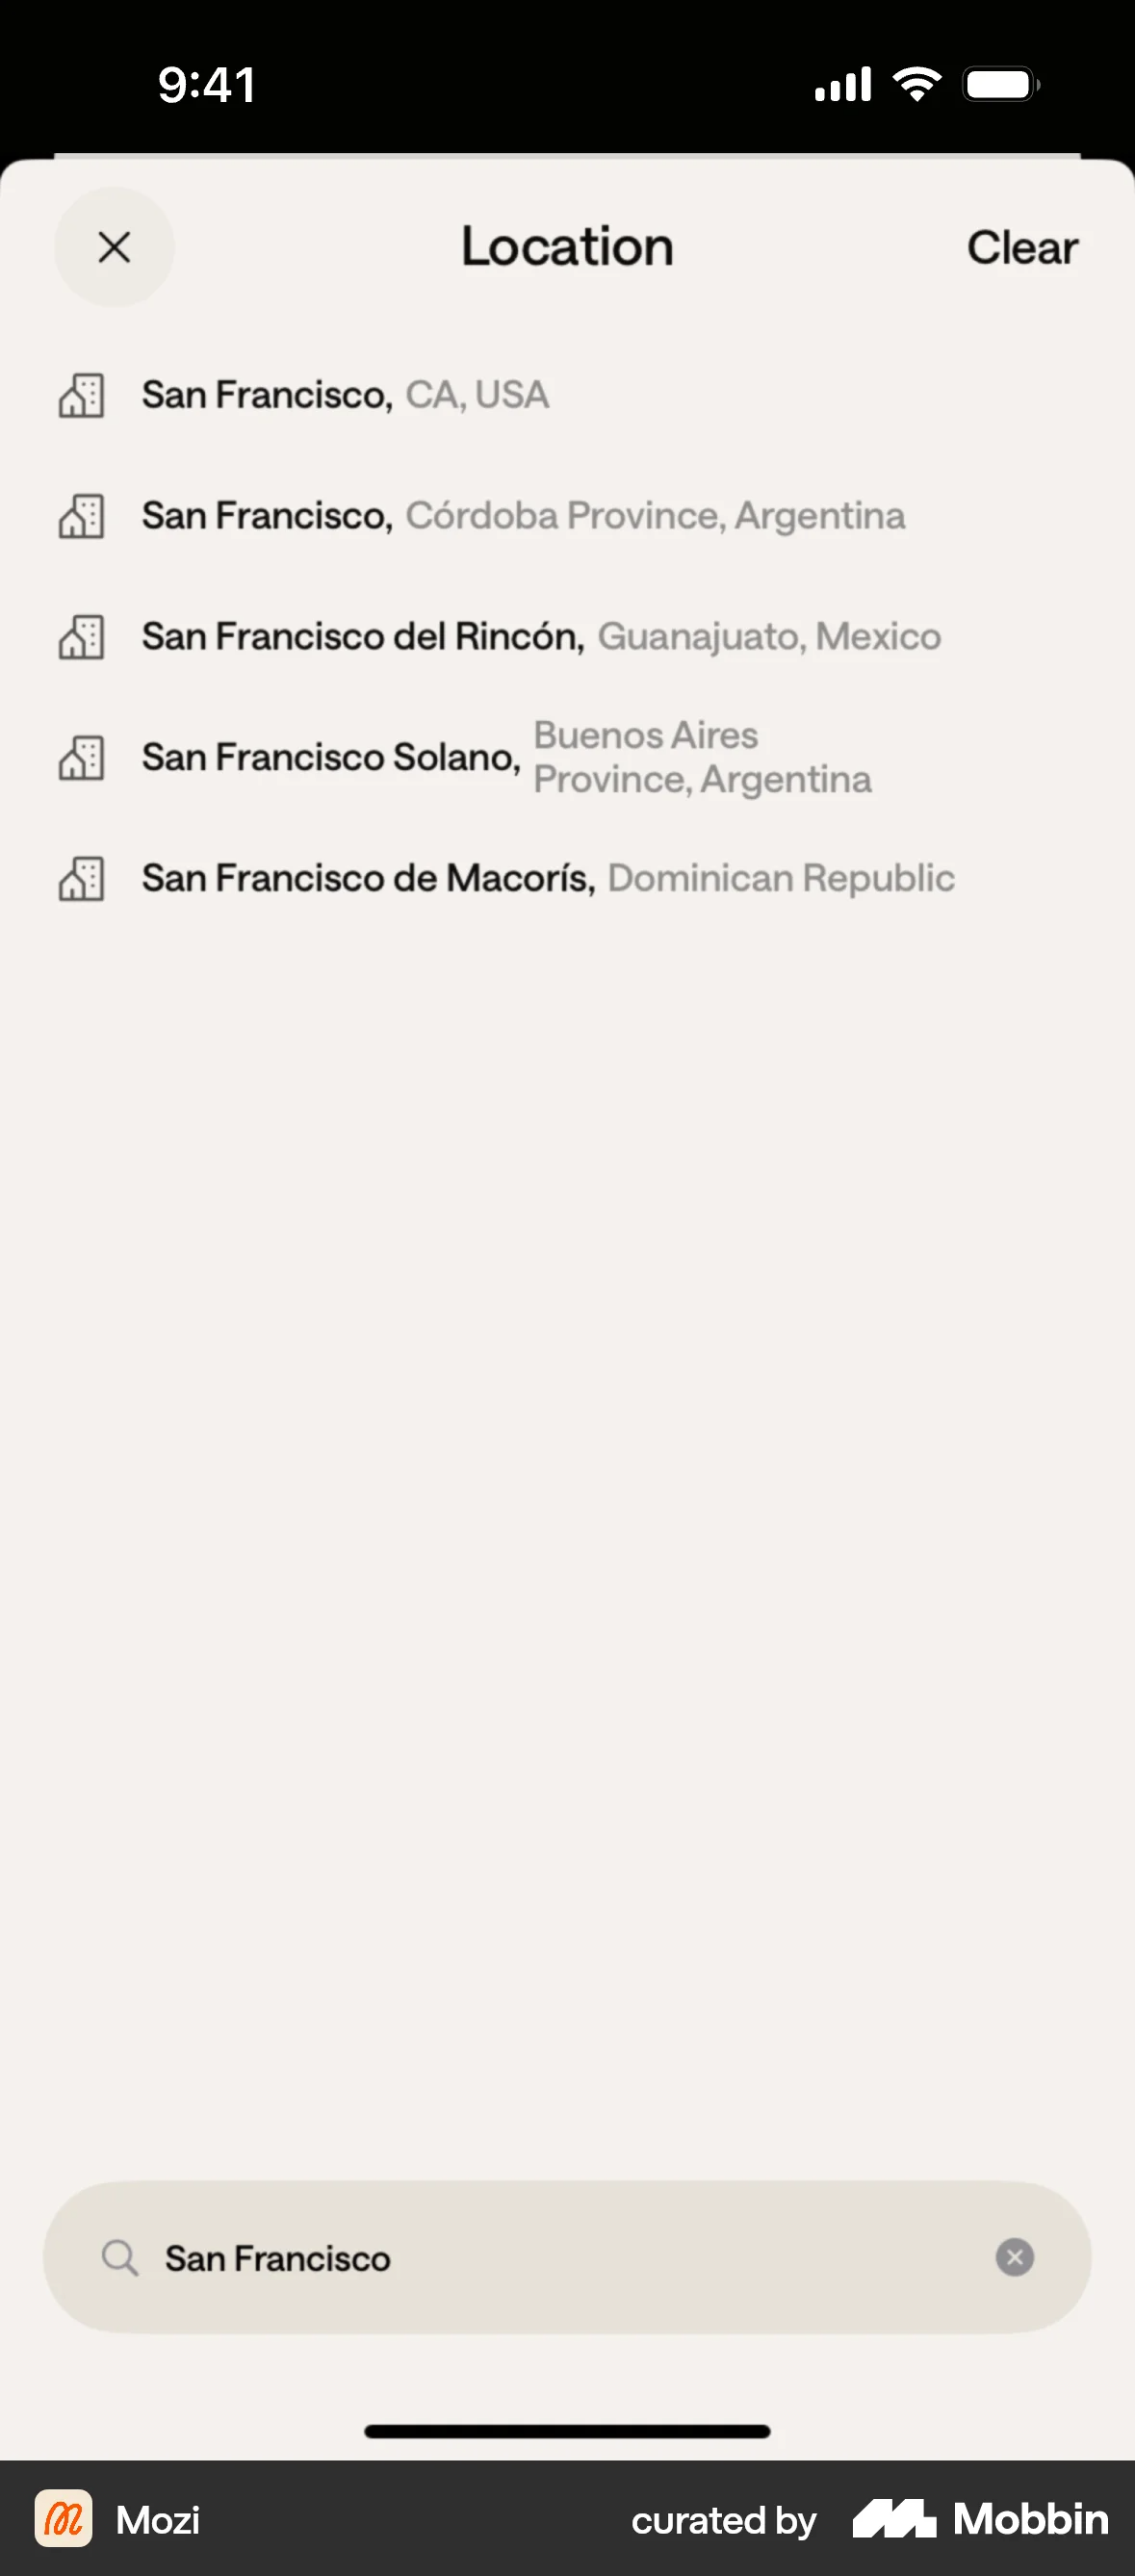 9:41
Location
Clear
San Francisco, CA, USA
San Francisco, Córdoba Province, Argentina
San Francisco del Rincón, Guanajuato, Mexico
San Francisco Solano, Buenos Aires
Province, Argentina
San Francisco de Macorís, Dominican Republic
San Francisco
Mozi
curated by Mobbin